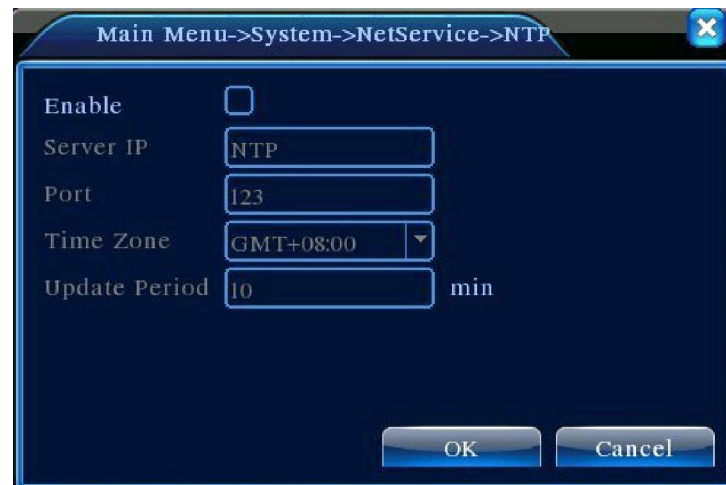 Main Menu->System->NetService->NTP
Enable
Server IP NTP
Port 123
Time Zone GMT+08:00
Update Period 10 min
OK Cancel